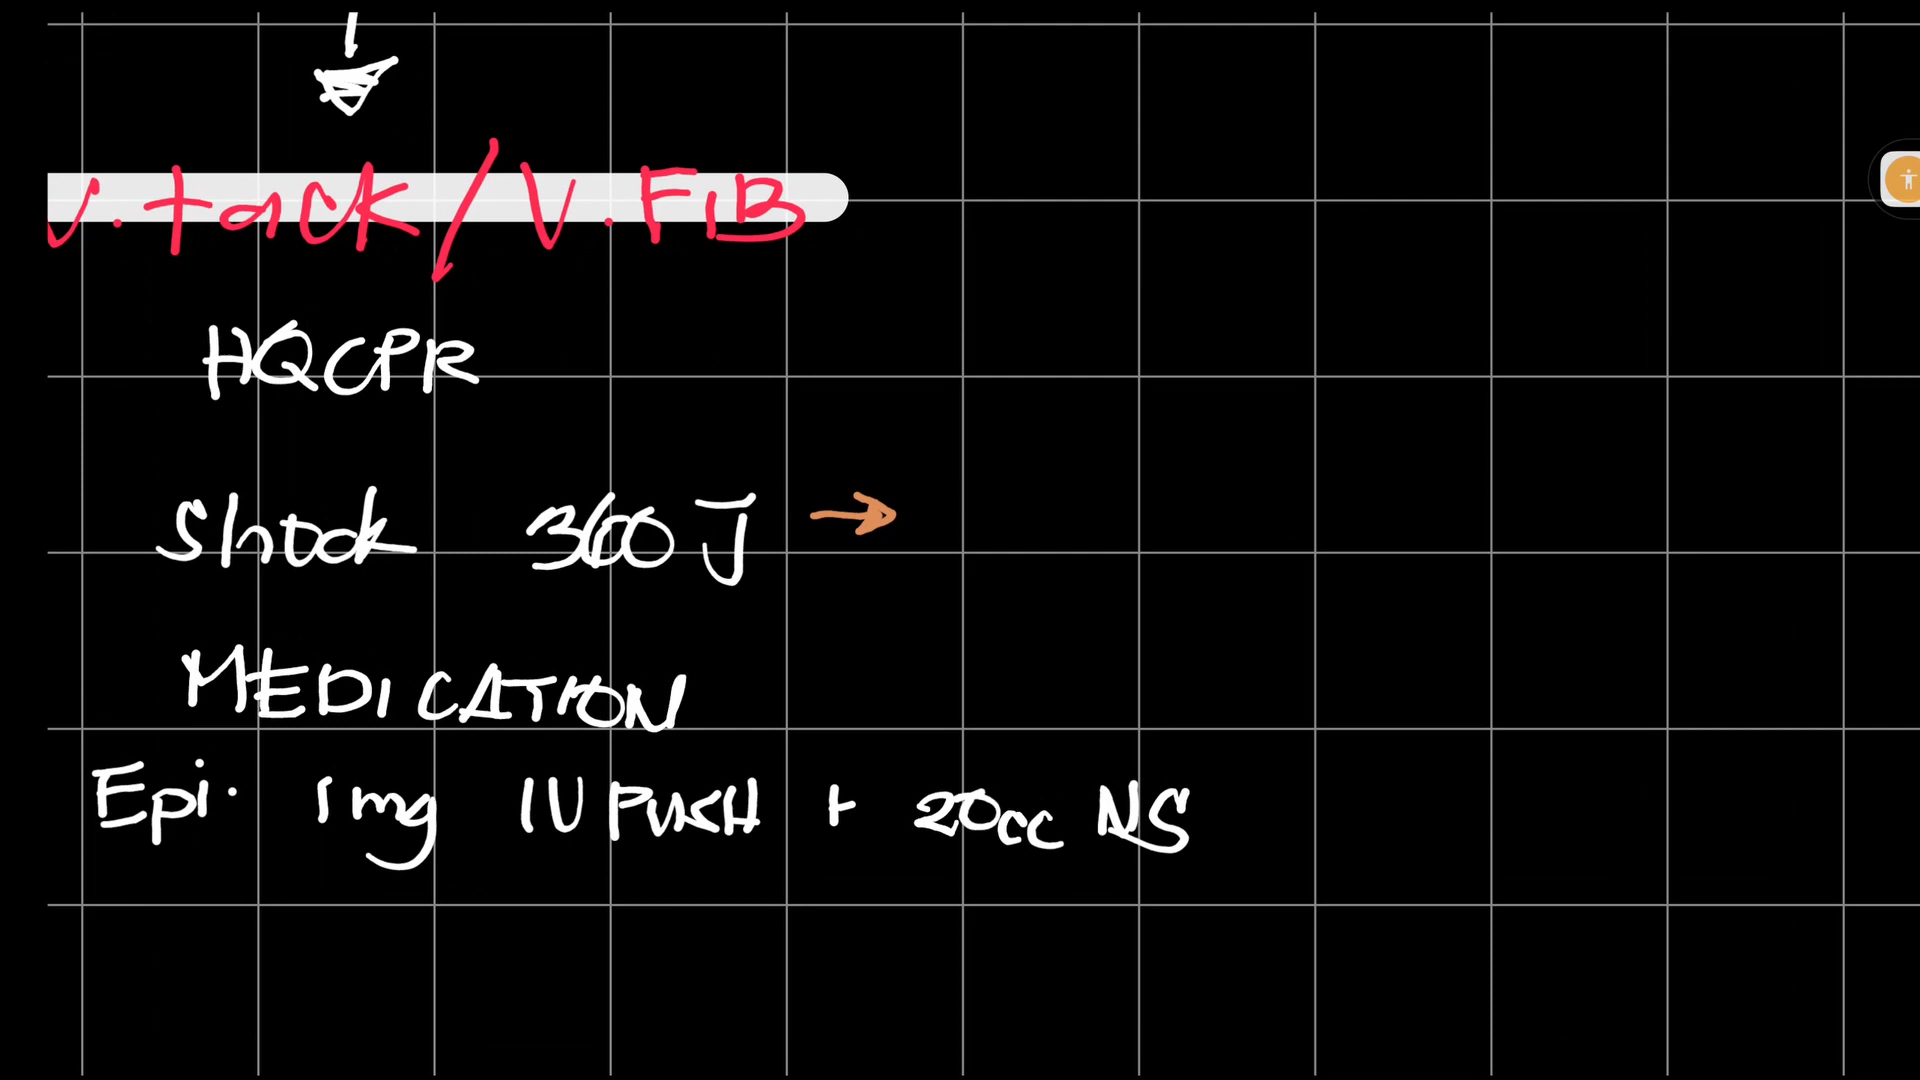 V.tack/V.FiB
HQCPR
Shock 360 J →
MEDICATION
Epi. 1mg IV PUSH + 20cc NS